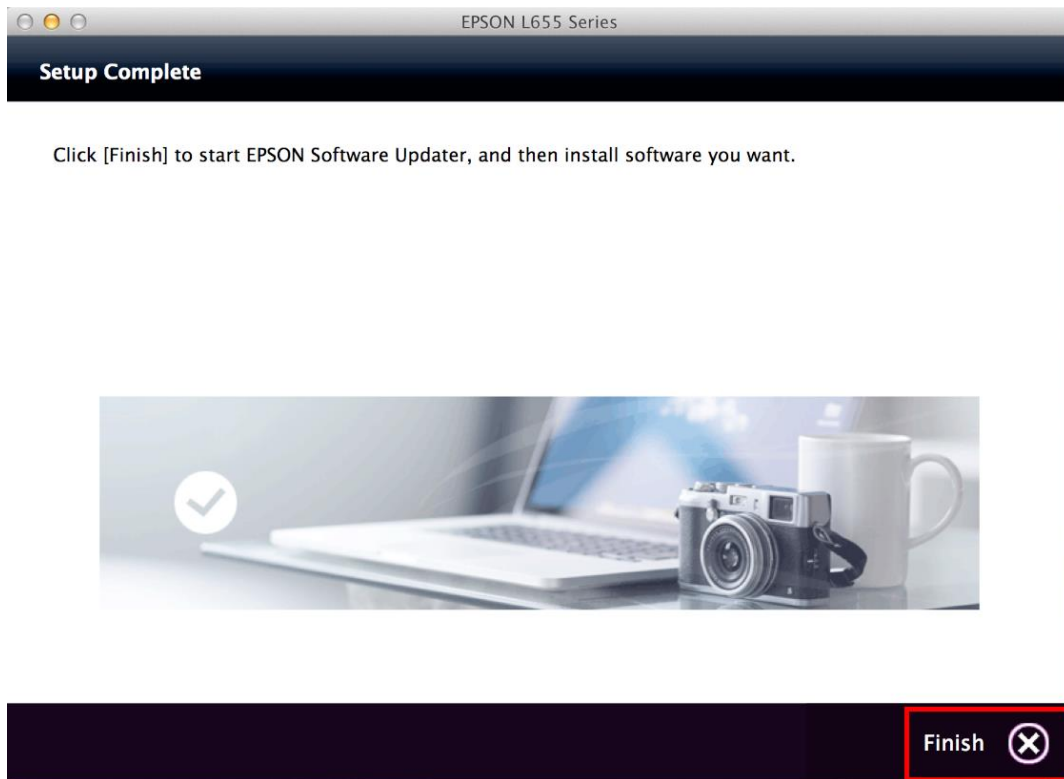 EPSON L655 Series
Setup Complete
Click [Finish] to start EPSON Software Updater, and then install software you want.
Finish